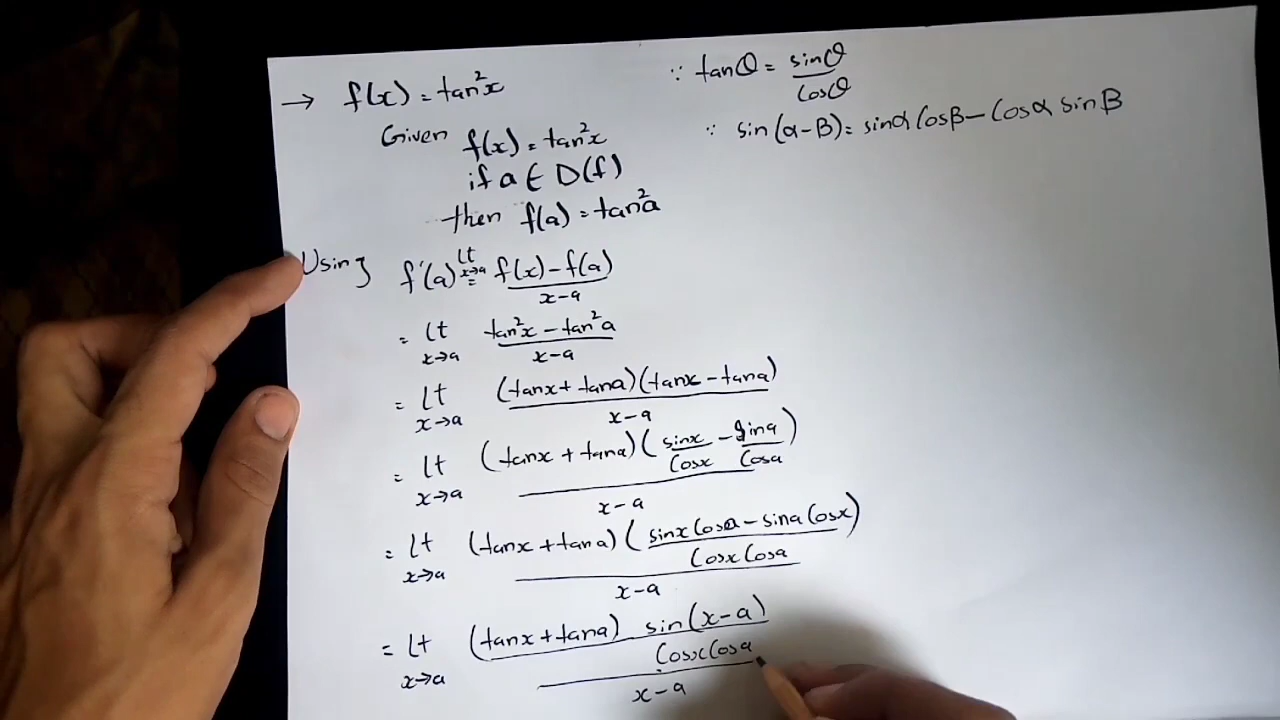 → f(x) = tan²x
∵ tanθ = sinθ / cosθ
Given f(x) = tan²x
∵ sin(α-β) = sinα Cosβ - Cosα sinβ
if a ∈ D(f)
then f(a) = tan²a
Using f'(a) = Lt x→a f(x) - f(a) / x-a
= Lt x→a tan²x - tan²a / x-a
= Lt x→a (tanx + tana)(tanx - tana) / x-a
= Lt x→a (tanx + tana)(sinx / Cosx - sina / Cosa) / x-a
= Lt x→a (tanx + tana)(sinx Cosa - sina Cosx / Cosx Cosa) / x-a
= Lt x→a (tanx + tana) sin(x-a) / Cosx Cosa / x-a